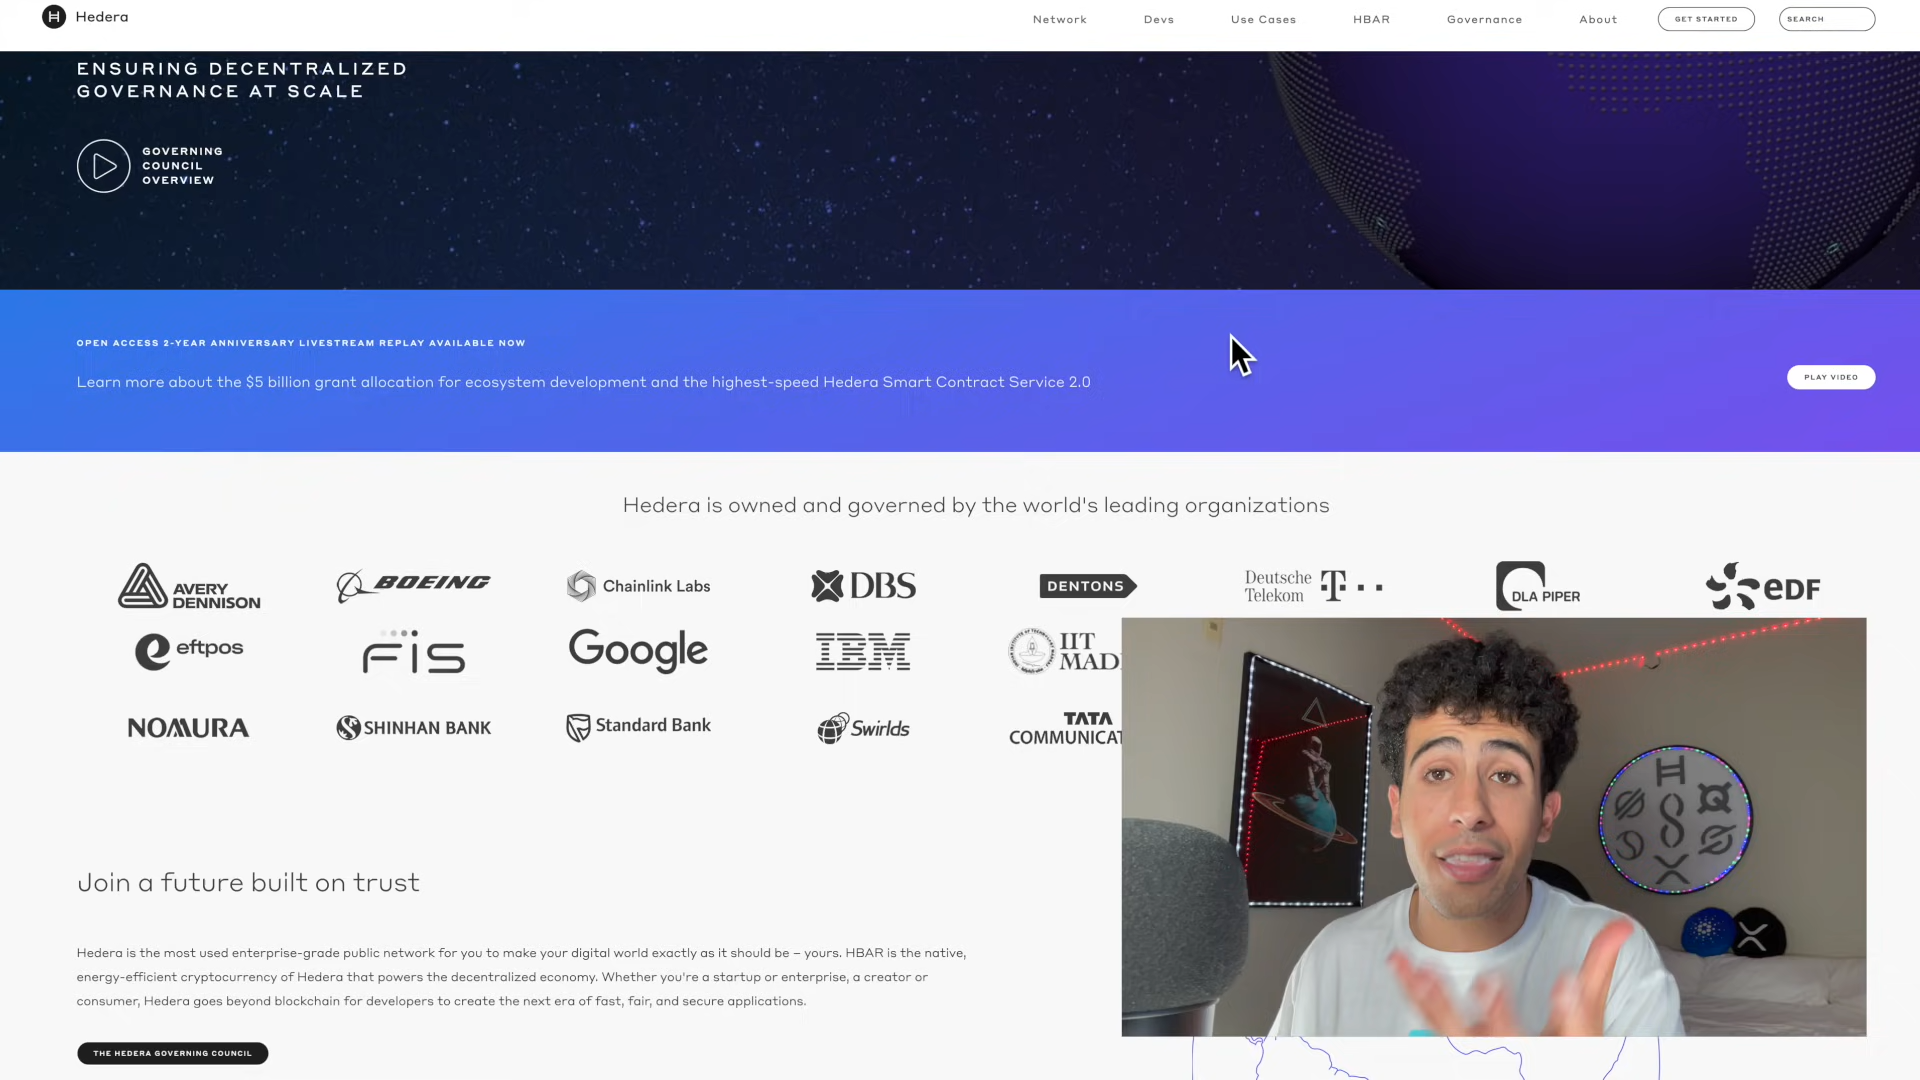 Hedera
Network
Devs
Use Cases
HBAR
Governance
About
GET STARTED
SEARCH
ENSURING DECENTRALIZED
GOVERNANCE AT SCALE
GOVERNING
COUNCIL
OVERVIEW
OPEN ACCESS 2-YEAR ANNIVERSARY LIVESTREAM REPLAY AVAILABLE NOW
Learn more about the $5 billion grant allocation for ecosystem development and the highest-speed Hedera Smart Contract Service 2.0
PLAY VIDEO
Hedera is owned and governed by the world's leading organizations
AVERY
DENNISON
BOEING
Chainlink Labs
DBS
DENTONS
Deutsche
Telekom T
DLA PIPER
eDF
eftpos
FIS
Google
IBM
IIT
MAD
NOMURA
SHINHAN BANK
Standard Bank
Swirlds
TATA
COMMUNICAT
Join a future built on trust
Hedera is the most used enterprise-grade public network for you to make your digital world exactly as it should be – yours. HBAR is the native,
energy-efficient cryptocurrency of Hedera that powers the decentralized economy. Whether you're a startup or enterprise, a creator or
consumer, Hedera goes beyond blockchain for developers to create the next era of fast, fair, and secure applications.
THE HEDERA GOVERNING COUNCIL